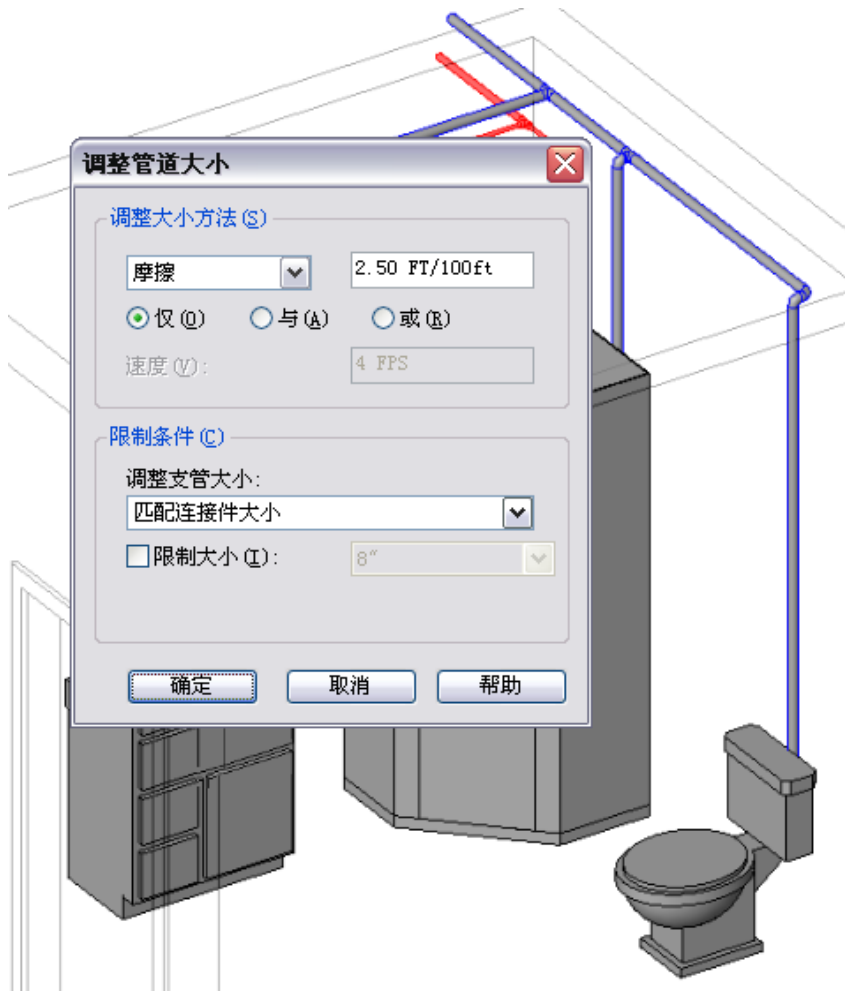 调整管道大小
调整大小方法(S)
摩擦 2.50 FT/100ft
仅(O) 与(A) 或(R)
速度(V): 4 FPS
限制条件(C)
调整支管大小:
匹配连接件大小
限制大小(I): 8"
确定 取消 帮助